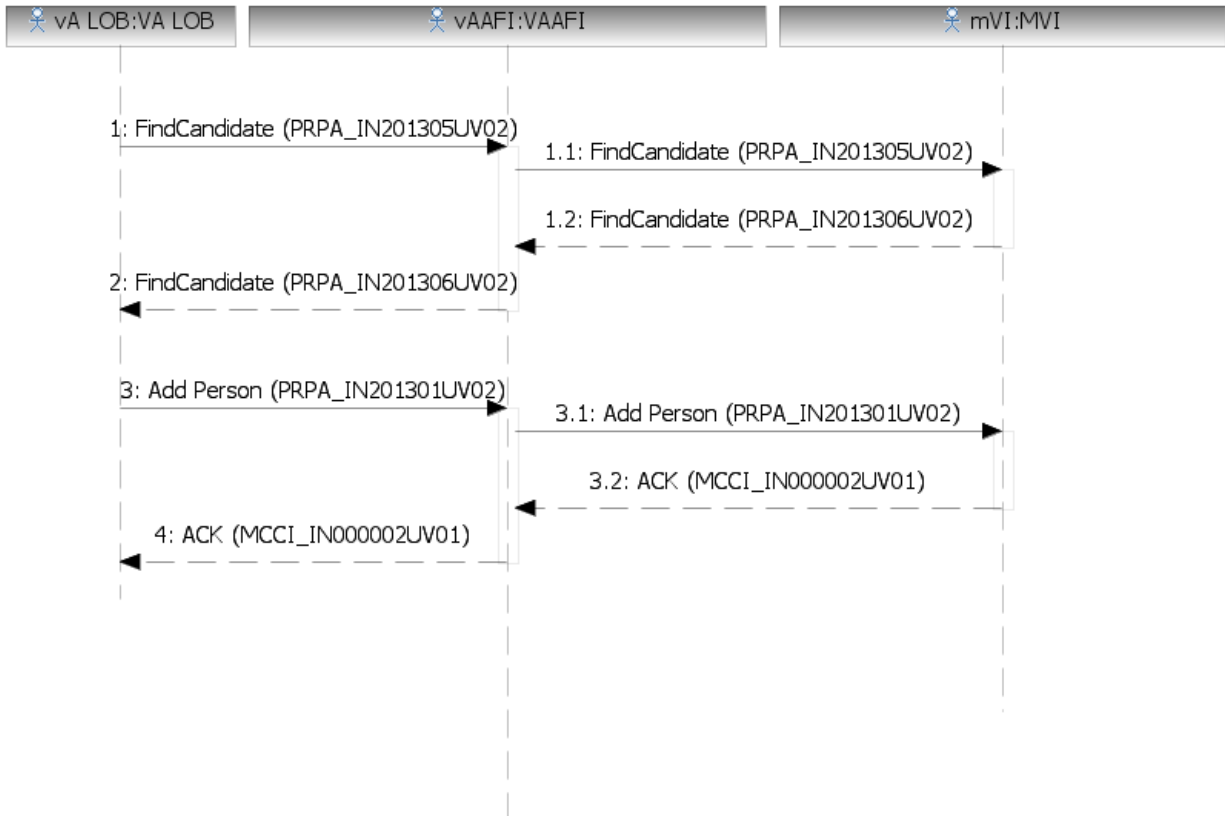 vA LOB:VA LOB
vAAFI:VAAFI
mVI:MVI
1: FindCandidate (PRPA_IN201305UV02)
1.1: FindCandidate (PRPA_IN201305UV02)
1.2: FindCandidate (PRPA_IN201306UV02)
2: FindCandidate (PRPA_IN201306UV02)
3: Add Person (PRPA_IN201301UV02)
3.1: Add Person (PRPA_IN201301UV02)
3.2: ACK (MCCI_IN000002UV01)
4: ACK (MCCI_IN000002UV01)